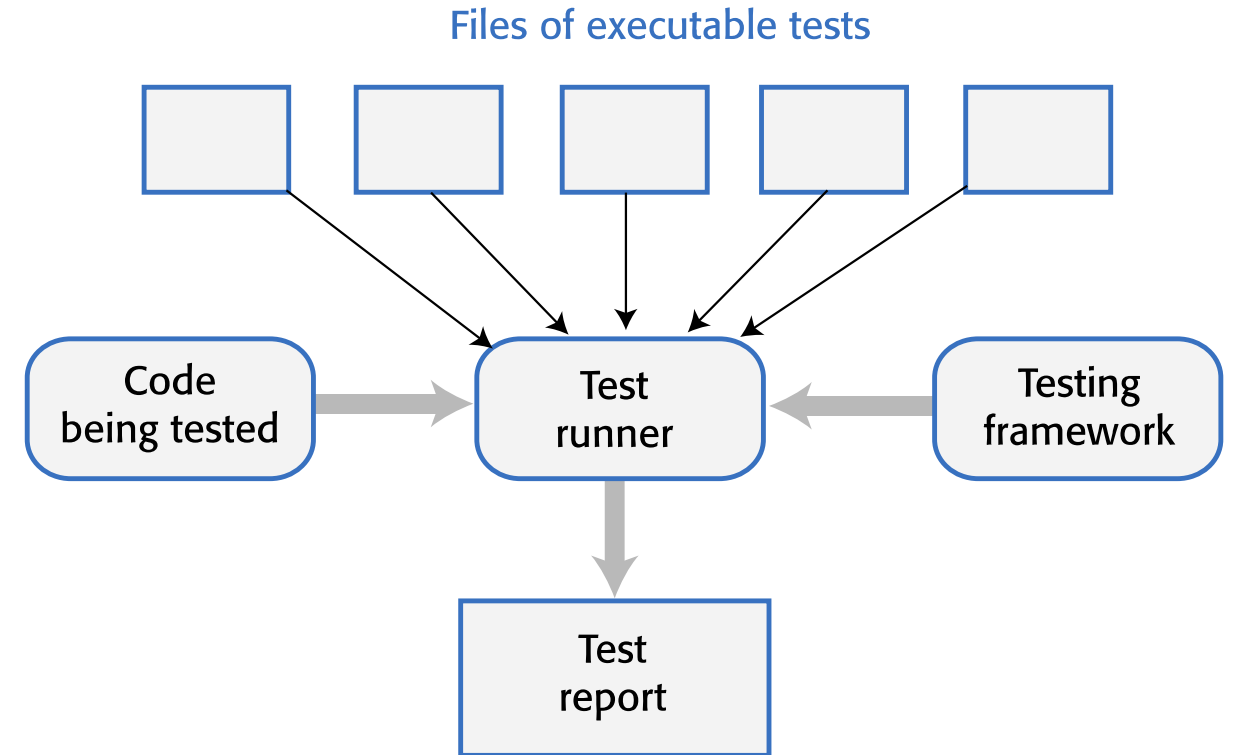 Files of executable tests
Code
being tested
Test
runner
Testing
framework
Test
report